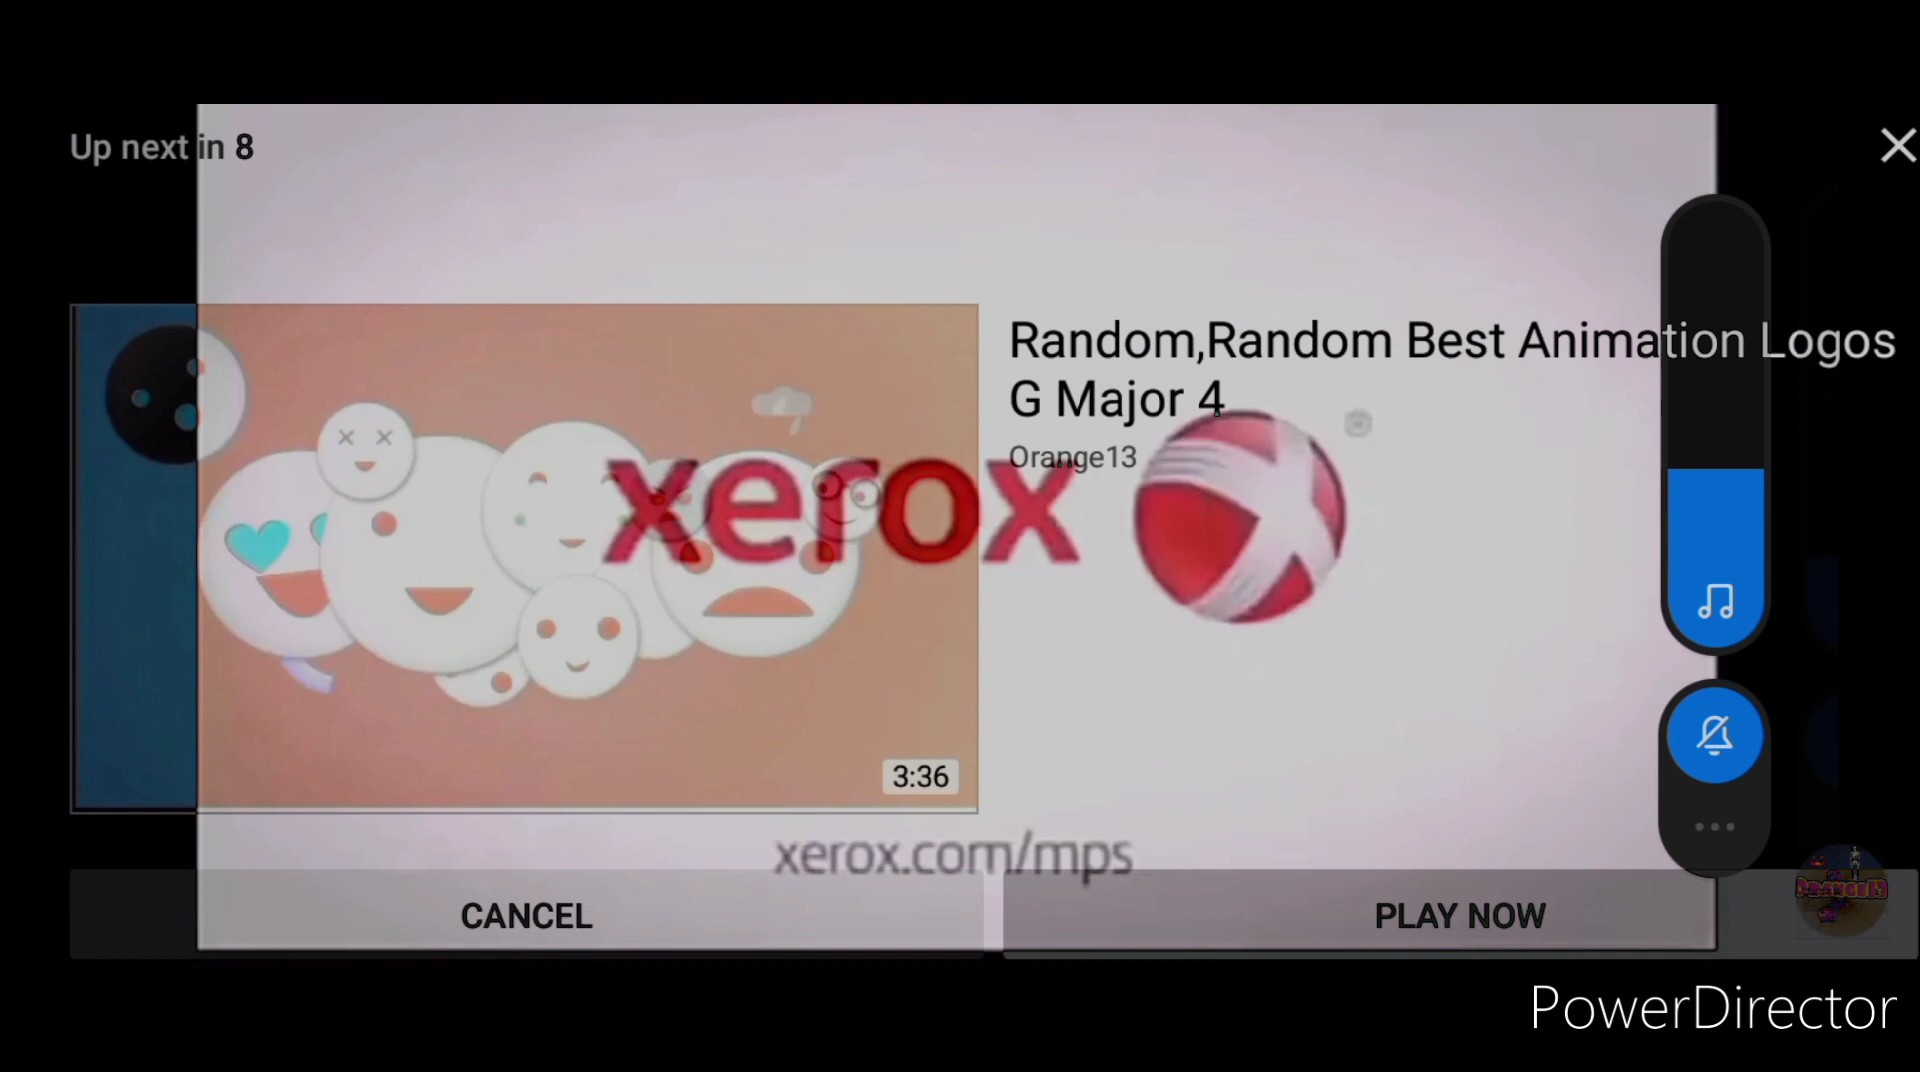 Up next in 8
Random,Random Best Animation Logos
G Major 4
Orange13
xerox
3:36
xerox.com/mps
CANCEL
PLAY NOW
ORANGE13
PowerDirector